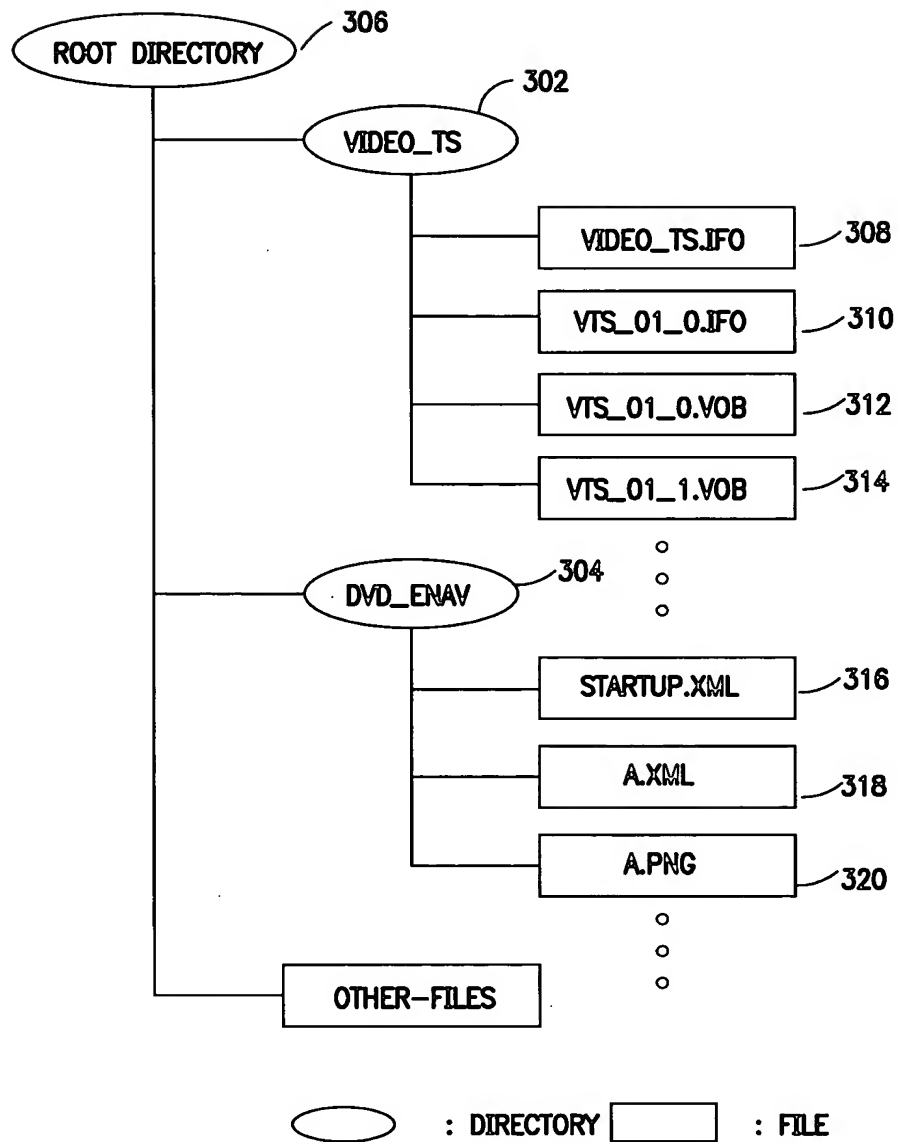 ROOT DIRECTORY
306
VIDEO_TS
302
VIDEO_TS.IFO
308
VTS_01_0.IFO
310
VTS_01_0.VOB
312
VTS_01_1.VOB
314
DVD_ENAV
304
STARTUP.XML
316
A.XML
318
A.PNG
320
OTHER-FILES
: DIRECTORY
: FILE